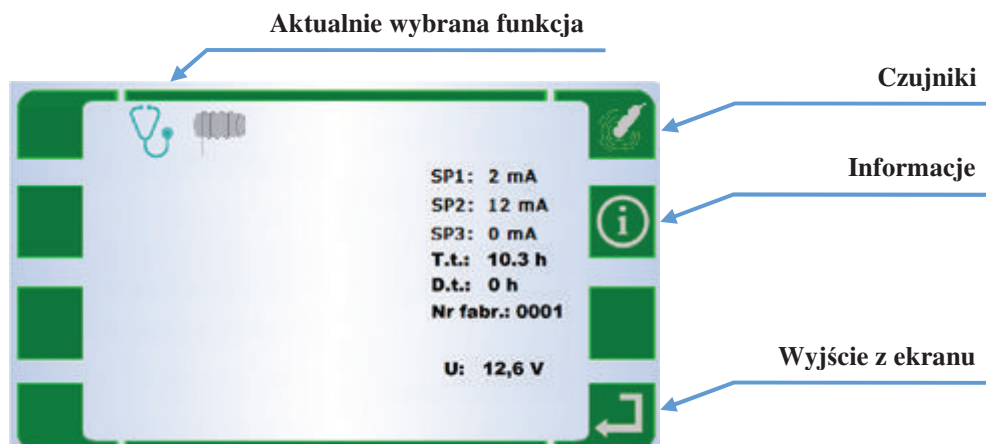 Aktualnie wybrana funkcja
Czujniki
Informacje
SP1: 2 mA
SP2: 12 mA
SP3: 0 mA
T.t.: 10.3 h
D.t.: 0 h
Nr fabr.: 0001
U: 12,6 V
Wyjście z ekranu